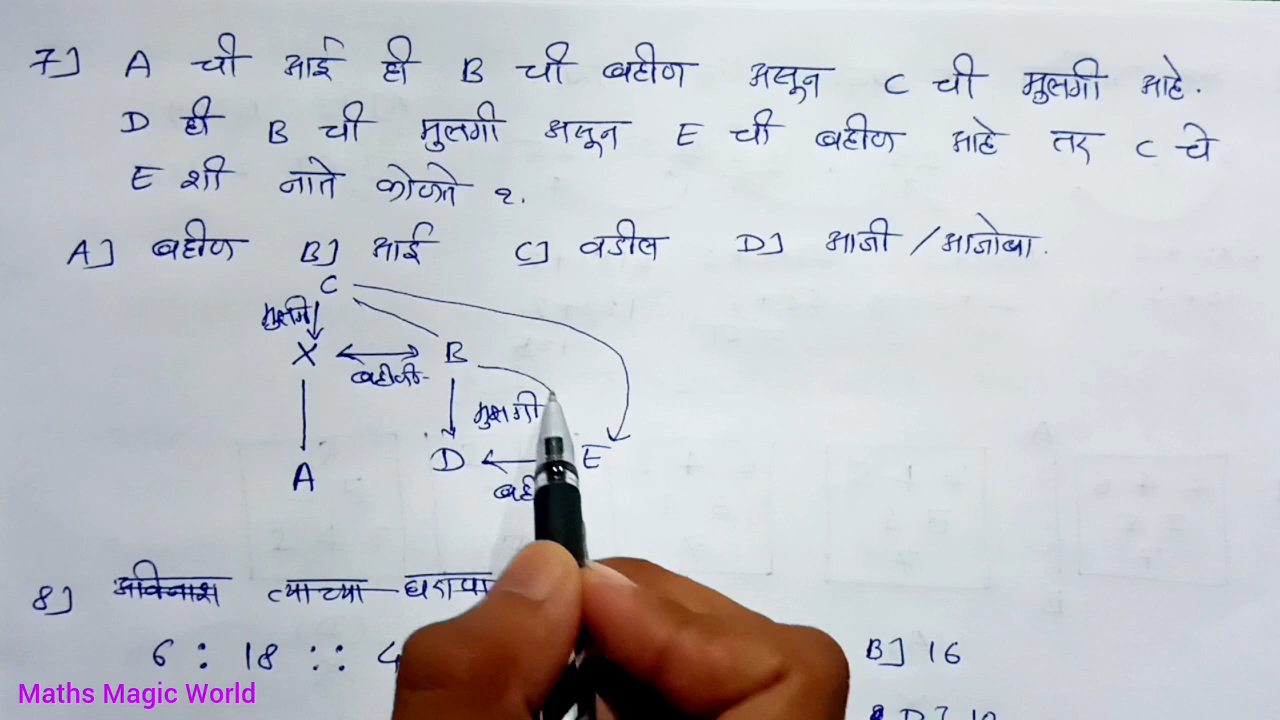 7] A ची आई ही B ची बहीण असून C ची मुलगी आहे.
D ही B ची मुलगी असून E ची बहीण आहे तर C चे
E शी नाते कोणते ?.
A] बहीण B] आई C] वडील D] आजी / आजोबा.
C
मुलगी
X B
बहीण
मुलगी
A D E
बही
8] अविनाश त्याच्या
6 : 18 :: 4 B] 16
D]
Maths Magic World